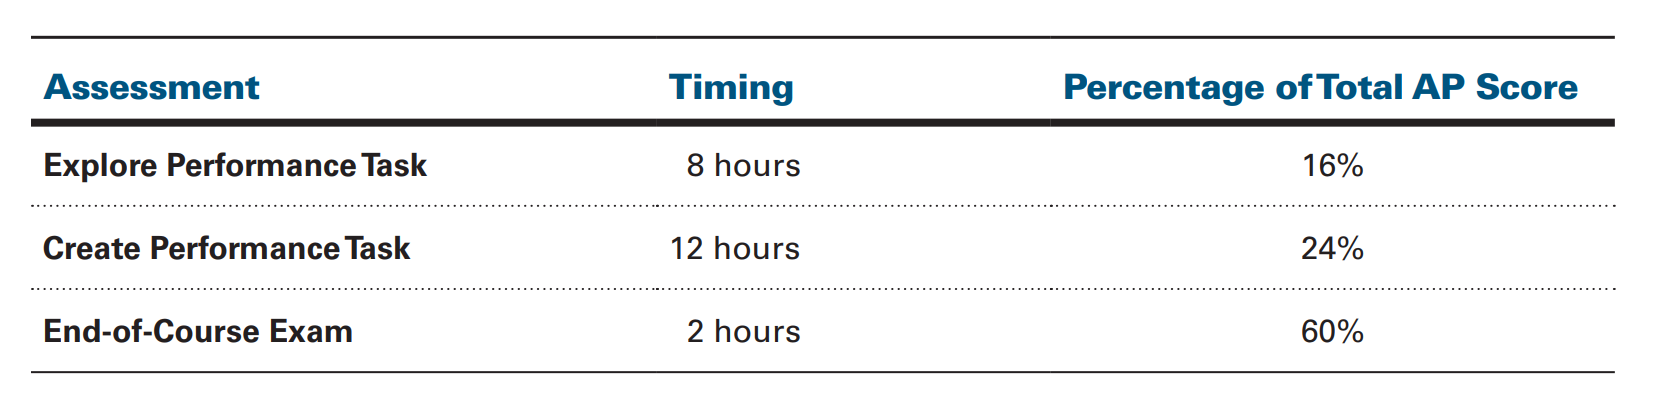 Assessment Timing Percentage of Total AP Score
Explore Performance Task 8 hours 16%
Create Performance Task 12 hours 24%
End-of-Course Exam 2 hours 60%